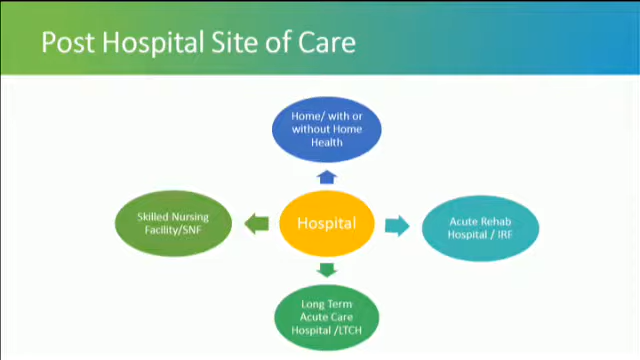 Post Hospital Site of Care
Home/ with or
without Home
Health
Skilled Nursing
Facility/SNF
Hospital
Acute Rehab
Hospital / IRF
Long Term
Acute Care
Hospital /LTCH